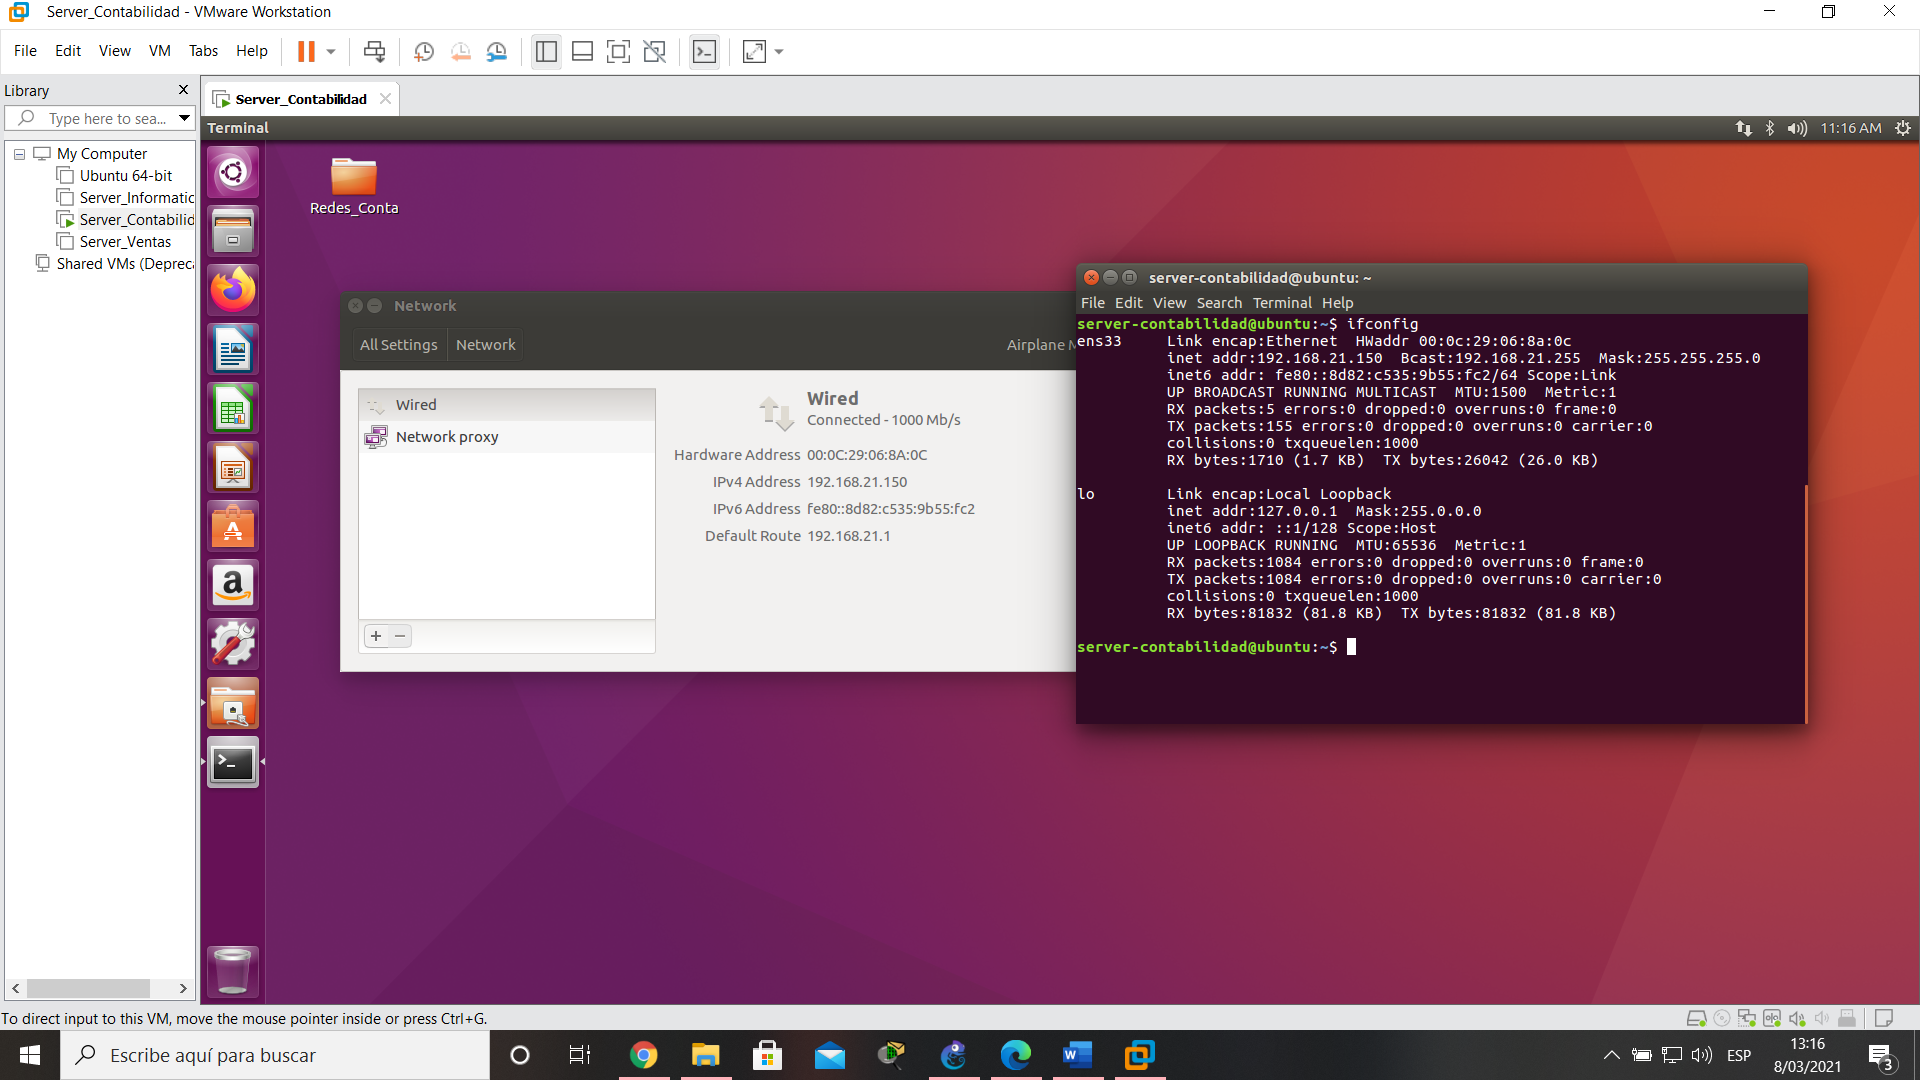 Server_Contabilidad - VMware Workstation
File Edit View VM Tabs Help
Library
Type here to sea...
My Computer
Ubuntu 64-bit
Server_Informatic
Server_Contabilid
Server_Ventas
Shared VMs (Depreca
Server_Contabilidad
Terminal
11:16 AM
Redes_Conta
Network
All Settings Network
Airplane M
Wired
Network proxy
Wired
Connected - 1000 Mb/s
Hardware Address 00:0C:29:06:8A:0C
IPv4 Address 192.168.21.150
IPv6 Address fe80::8d82:c535:9b55:fc2
Default Route 192.168.21.1
server-contabilidad@ubuntu: ~
File Edit View Search Terminal Help
server-contabilidad@ubuntu:~$ ifconfig
ens33 Link encap:Ethernet HWaddr 00:0c:29:06:8a:0c
inet addr:192.168.21.150 Bcast:192.168.21.255 Mask:255.255.255.0
inet6 addr: fe80::8d82:c535:9b55:fc2/64 Scope:Link
UP BROADCAST RUNNING MULTICAST MTU:1500 Metric:1
RX packets:5 errors:0 dropped:0 overruns:0 frame:0
TX packets:155 errors:0 dropped:0 overruns:0 carrier:0
collisions:0 txqueuelen:1000
RX bytes:1710 (1.7 KB) TX bytes:26042 (26.0 KB)
lo Link encap:Local Loopback
inet addr:127.0.0.1 Mask:255.0.0.0
inet6 addr: ::1/128 Scope:Host
UP LOOPBACK RUNNING MTU:65536 Metric:1
RX packets:1084 errors:0 dropped:0 overruns:0 frame:0
TX packets:1084 errors:0 dropped:0 overruns:0 carrier:0
collisions:0 txqueuelen:1000
RX bytes:81832 (81.8 KB) TX bytes:81832 (81.8 KB)
server-contabilidad@ubuntu:~$
To direct input to this VM, move the mouse pointer inside or press Ctrl+G.
Escribe aquí para buscar
ESP
13:16
8/03/2021
3